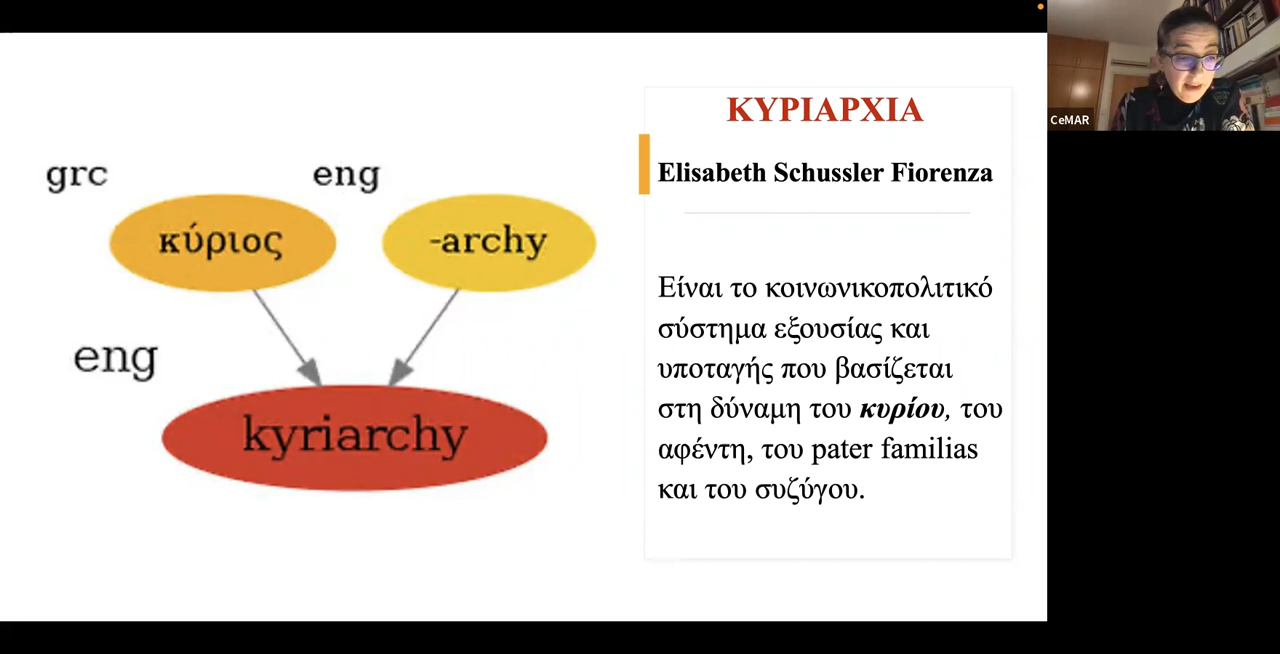 grc
eng
κύριος
-archy
eng
kyriarchy
ΚΥΡΙΑΡΧΙΑ
Elisabeth Schussler Fiorenza
Είναι το κοινωνικοπολιτικό
σύστημα εξουσίας και
υποταγής που βασίζεται
στη δύναμη του κυρίου, του
αφέντη, του pater familias
και του συζύγου.
CeMAR